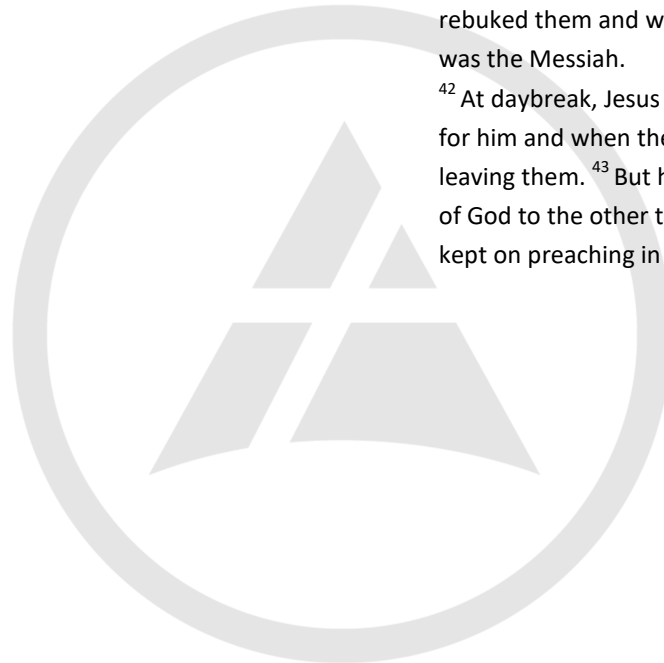 rebuked them and w
was the Messiah.
42 At daybreak, Jesus
for him and when the
leaving them. 43 But h
of God to the other t
kept on preaching in